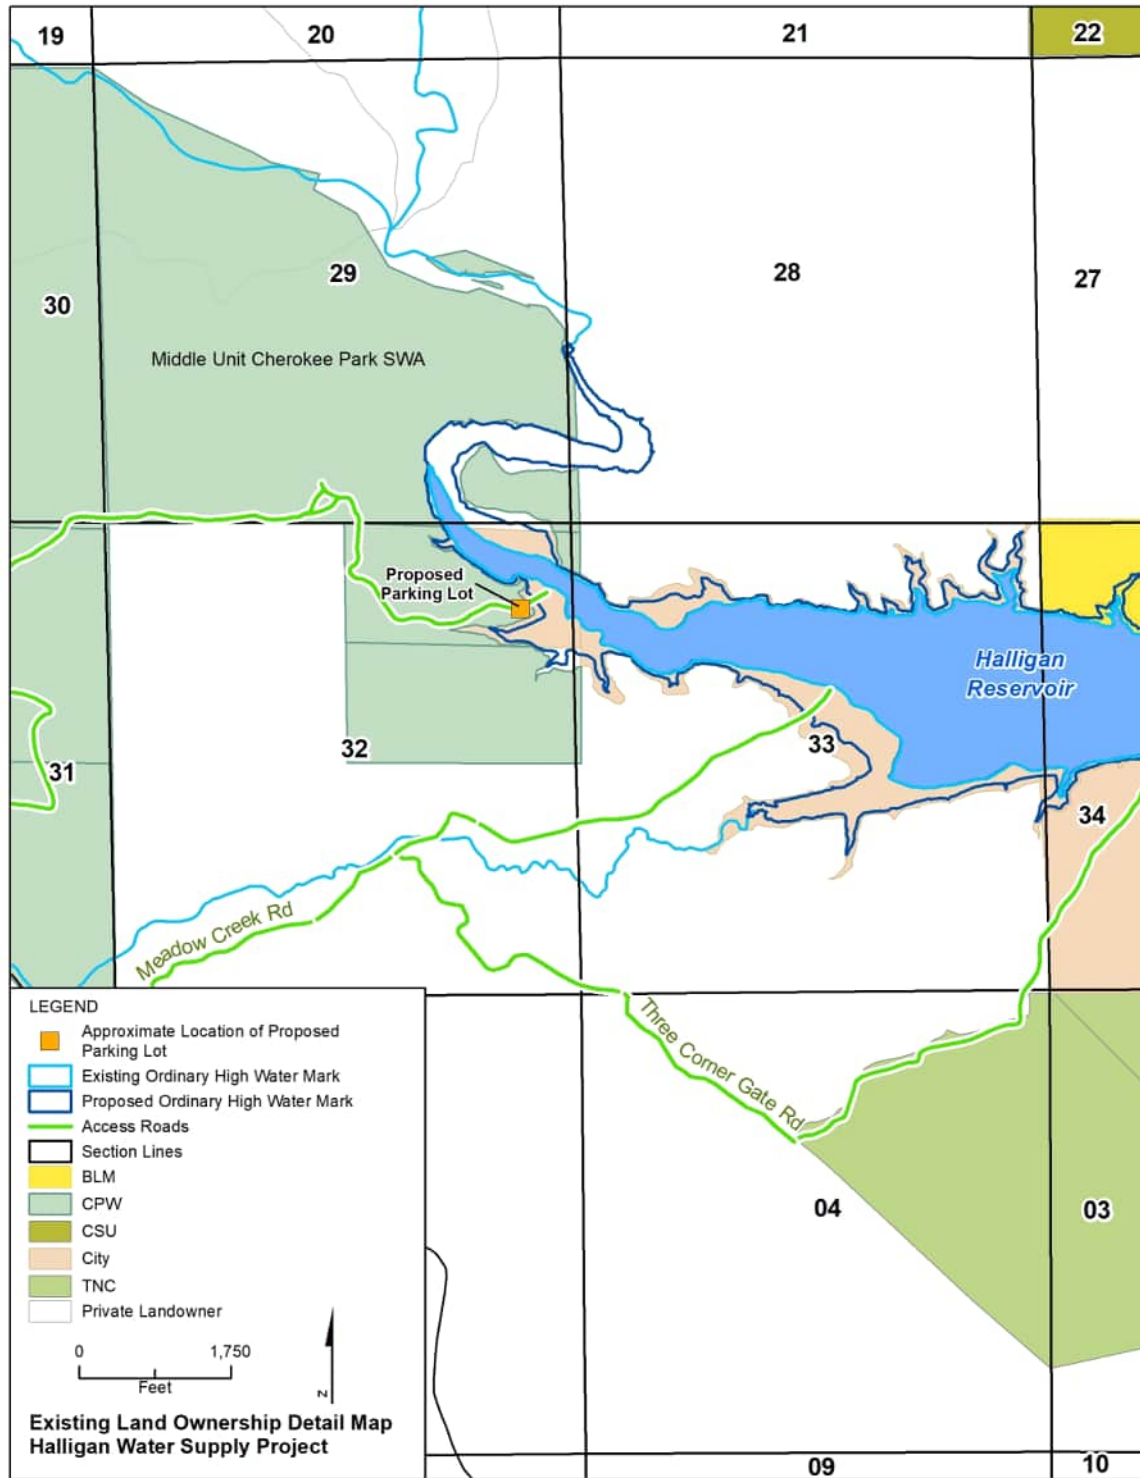 19
20
21
22
29
28
27
30
Middle Unit Cherokee Park SWA
Proposed
Parking Lot
Halligan
Reservoir
33
32
31
34
Meadow Creek Rd
Three Corner Gate Rd
04
03
09
10
LEGEND
Approximate Location of Proposed
Parking Lot
Existing Ordinary High Water Mark
Proposed Ordinary High Water Mark
Access Roads
Section Lines
BLM
CPW
CSU
City
TNC
Private Landowner
0 1,750
Feet
N
Existing Land Ownership Detail Map
Halligan Water Supply Project